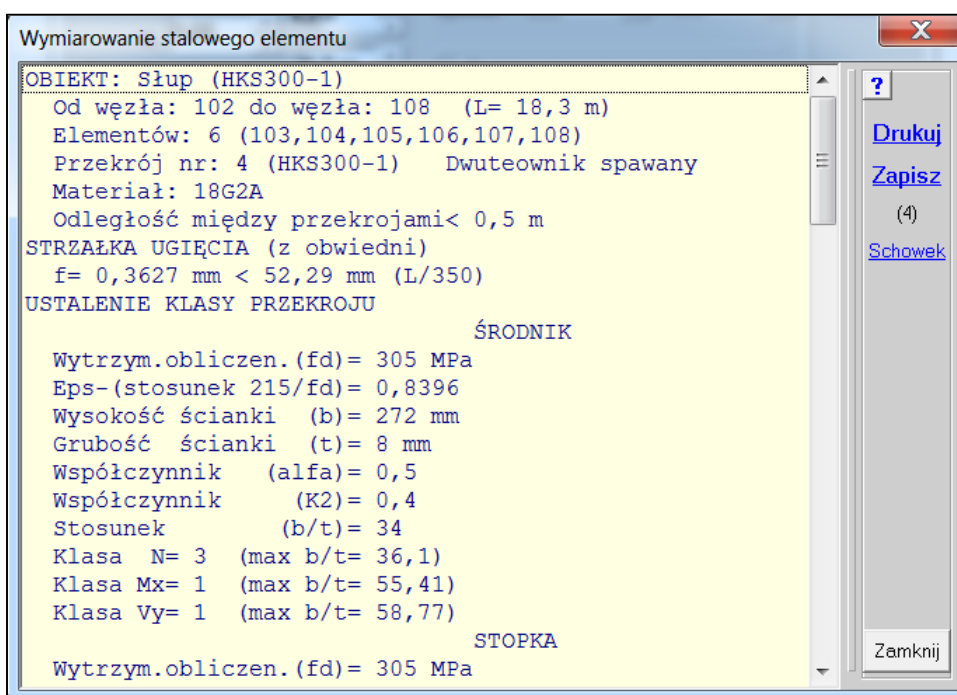 Wymiarowanie stalowego elementu
X
OBIEKT: Słup (HKS300-1)
Od węzła: 102 do węzła: 108 (L= 18,3 m)
Elementów: 6 (103,104,105,106,107,108)
Przekrój nr: 4 (HKS300-1) Dwuteownik spawany
Materiał: 18G2A
Odległość między przekrojami< 0,5 m
STRZAŁKA UGIĘCIA (z obwiedni)
f= 0,3627 mm < 52,29 mm (L/350)
USTALENIE KLASY PRZEKROJU
ŚRODNIK
Wytrzym.obliczen.(fd)= 305 MPa
Eps-(stosunek 215/fd)= 0,8396
Wysokość ścianki (b)= 272 mm
Grubość ścianki (t)= 8 mm
Współczynnik (alfa)= 0,5
Współczynnik (K2)= 0,4
Stosunek (b/t)= 34
Klasa N= 3 (max b/t= 36,1)
Klasa Mx= 1 (max b/t= 55,41)
Klasa Vy= 1 (max b/t= 58,77)
STOPKA
Wytrzym.obliczen.(fd)= 305 MPa
?
Drukuj
Zapisz
(4)
Schowek
Zamknij